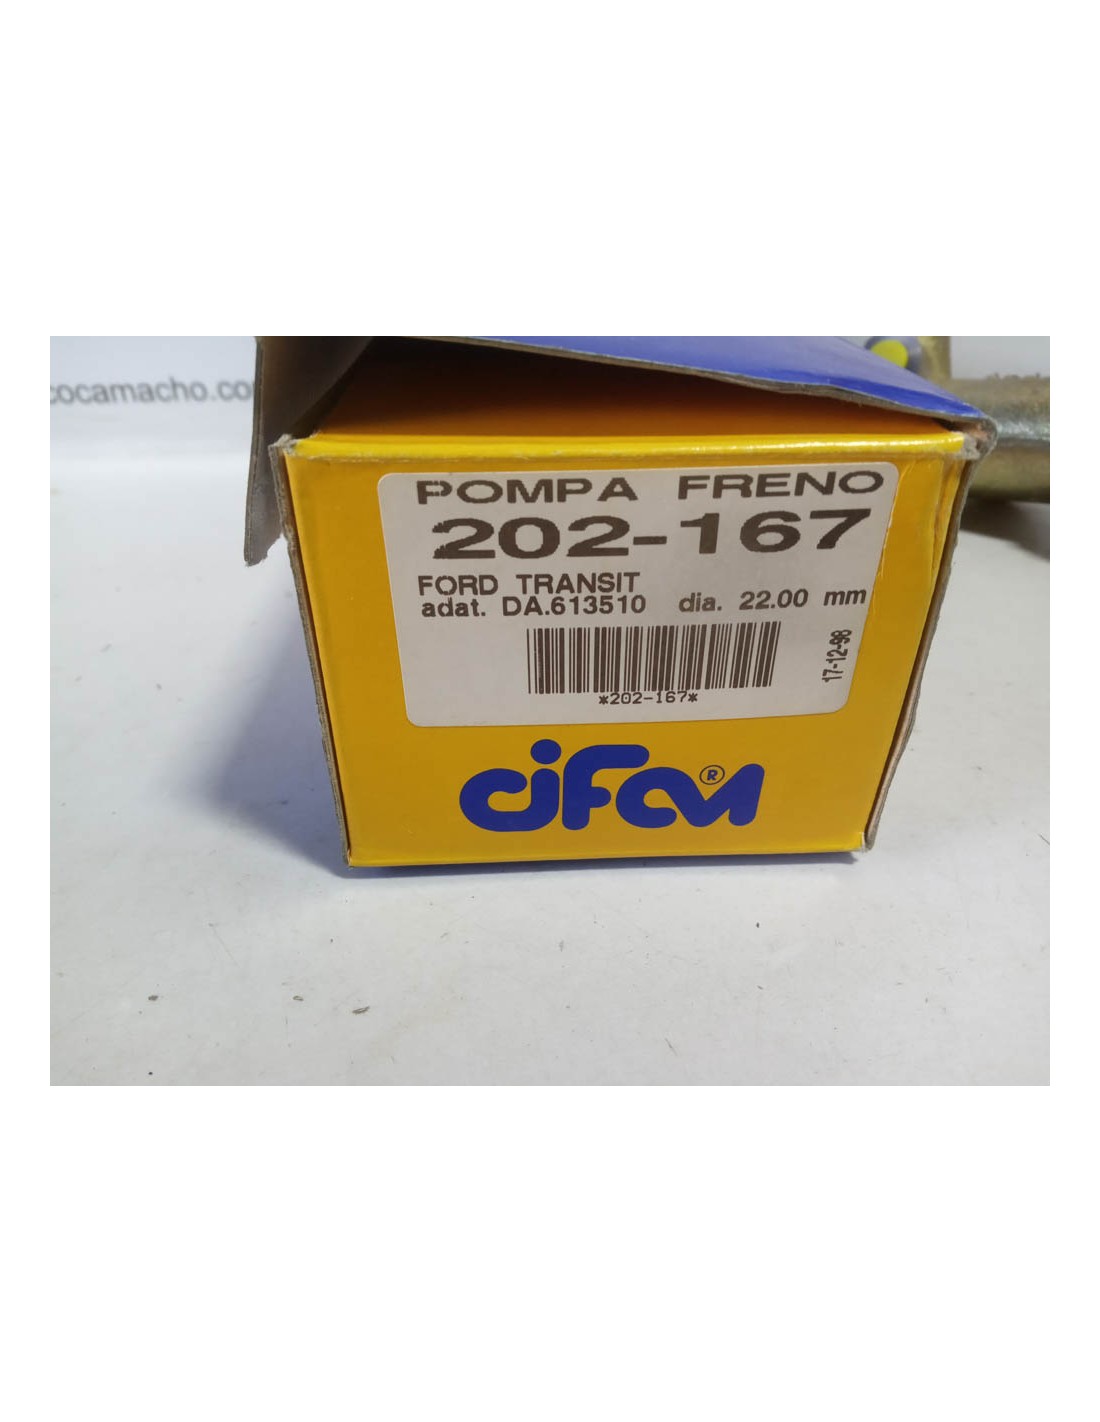 cocamacho.co
POMPA FRENO
202-167
FORD TRANSIT
adat. DA.613510 dia. 22.00 mm
17-12-98
*202-167*
CIFAM®